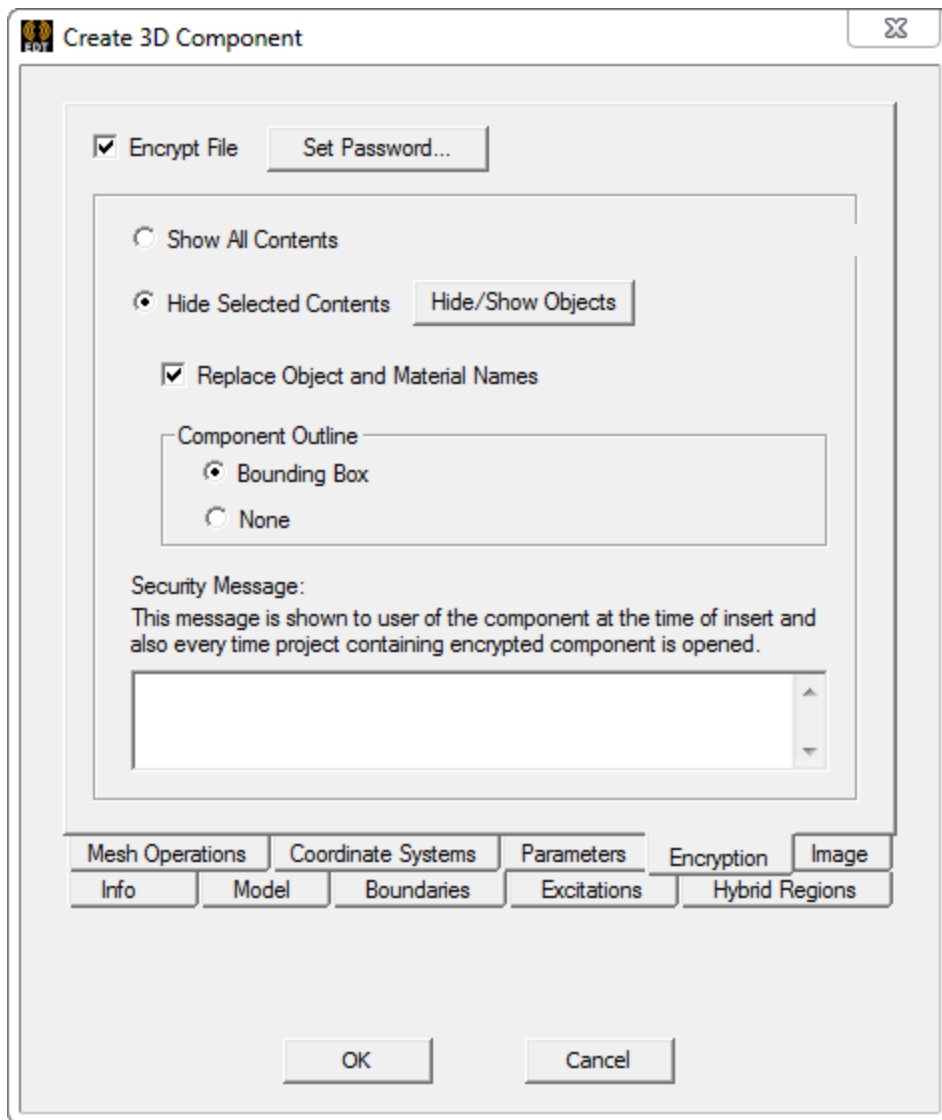 EDT
Create 3D Component
Encrypt File
Set Password...
Show All Contents
Hide Selected Contents
Hide/Show Objects
Replace Object and Material Names
Component Outline
Bounding Box
None
Security Message:
This message is shown to user of the component at the time of insert and
also every time project containing encrypted component is opened.
Mesh Operations
Coordinate Systems
Parameters
Encryption
Image
Info
Model
Boundaries
Excitations
Hybrid Regions
OK
Cancel